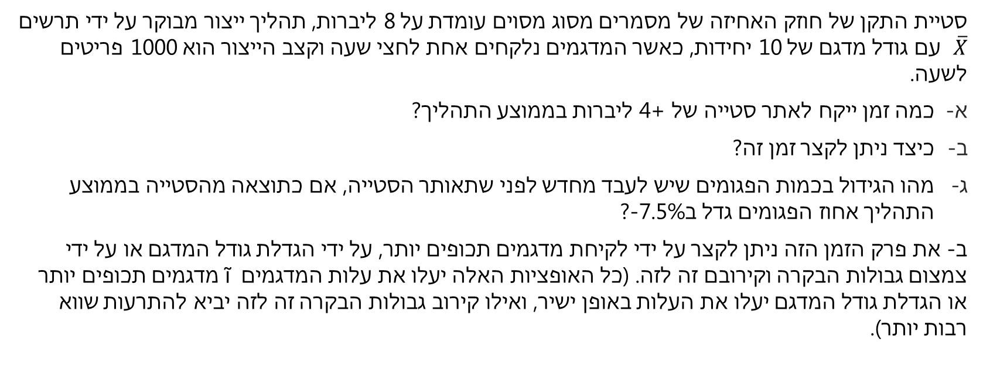 סטיית התקן של חוזק האחיזה של מסמרים מסוג מסוים עומדת על 8 ליברות, תהליך ייצור מבוקר על ידי תרשים
X̅ עם גודל מדגם של 10 יחידות, כאשר המדגמים נלקחים אחת לחצי שעה וקצב הייצור הוא 1000 פריטים
לשעה.
א- כמה זמן ייקח לאתר סטייה של +4 ליברות בממוצע התהליך?
ב- כיצד ניתן לקצר זמן זה?
ג- מהו הגידול בכמות הפגומים שיש לעבד מחדש לפני שתאותר הסטייה, אם כתוצאה מהסטייה בממוצע
התהליך אחוז הפגומים גדל ב7.5%-?
ב- את פרק הזמן הזה ניתן לקצר על ידי לקיחת מדגמים תכופים יותר, על ידי הגדלת גודל המדגם או על ידי
צמצום גבולות הבקרה וקירובם זה לזה. (כל האופציות האלה יעלו את עלות המדגמים ĩ מדגמים תכופים יותר
או הגדלת גודל המדגם יעלו את העלות באופן ישיר, ואילו קירוב גבולות הבקרה זה לזה יביא להתרעות שווא
רבות יותר).